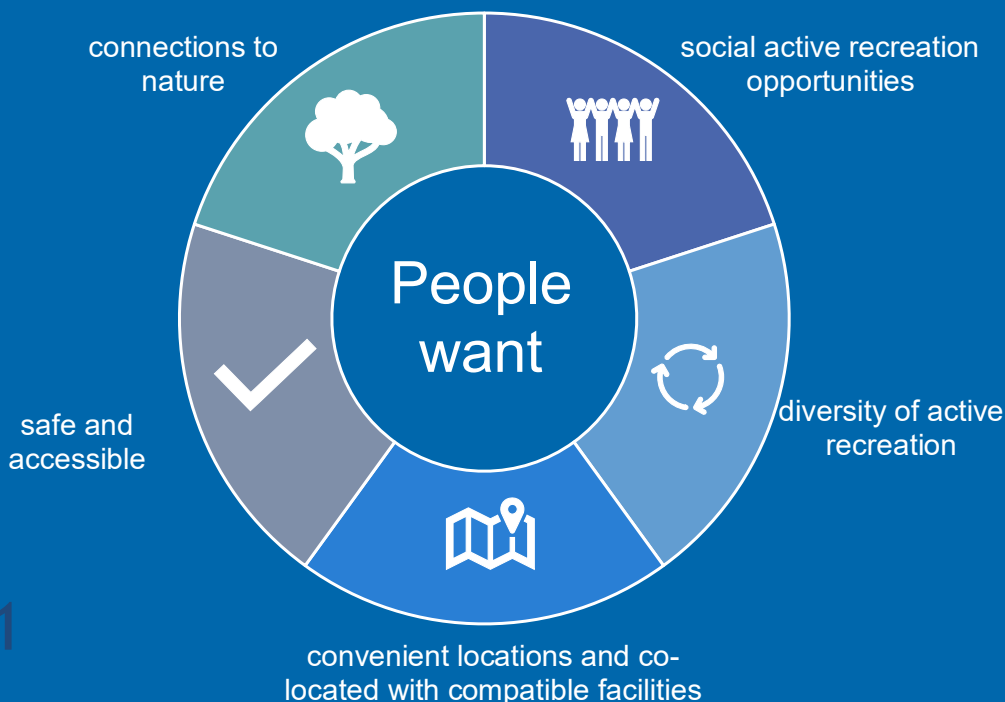 connections to
nature
social active recreation
opportunities
People
want
safe and
accessible
diversity of active
recreation
1
convenient locations and co-
located with compatible facilities